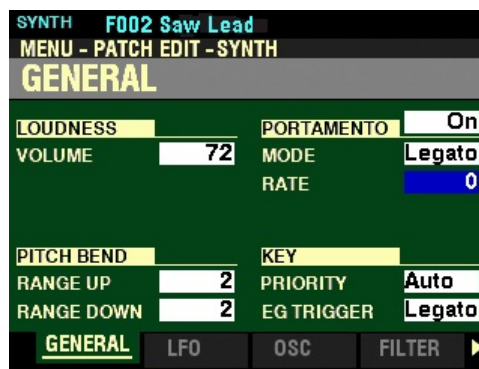 SYNTH F002 Saw Lead
MENU - PATCH EDIT - SYNTH
GENERAL
LOUDNESS
VOLUME 72
PORTAMENTO On
MODE Legato
RATE 0
PITCH BEND
RANGE UP 2
RANGE DOWN 2
KEY
PRIORITY Auto
EG TRIGGER Legato
GENERAL LFO OSC FILTER